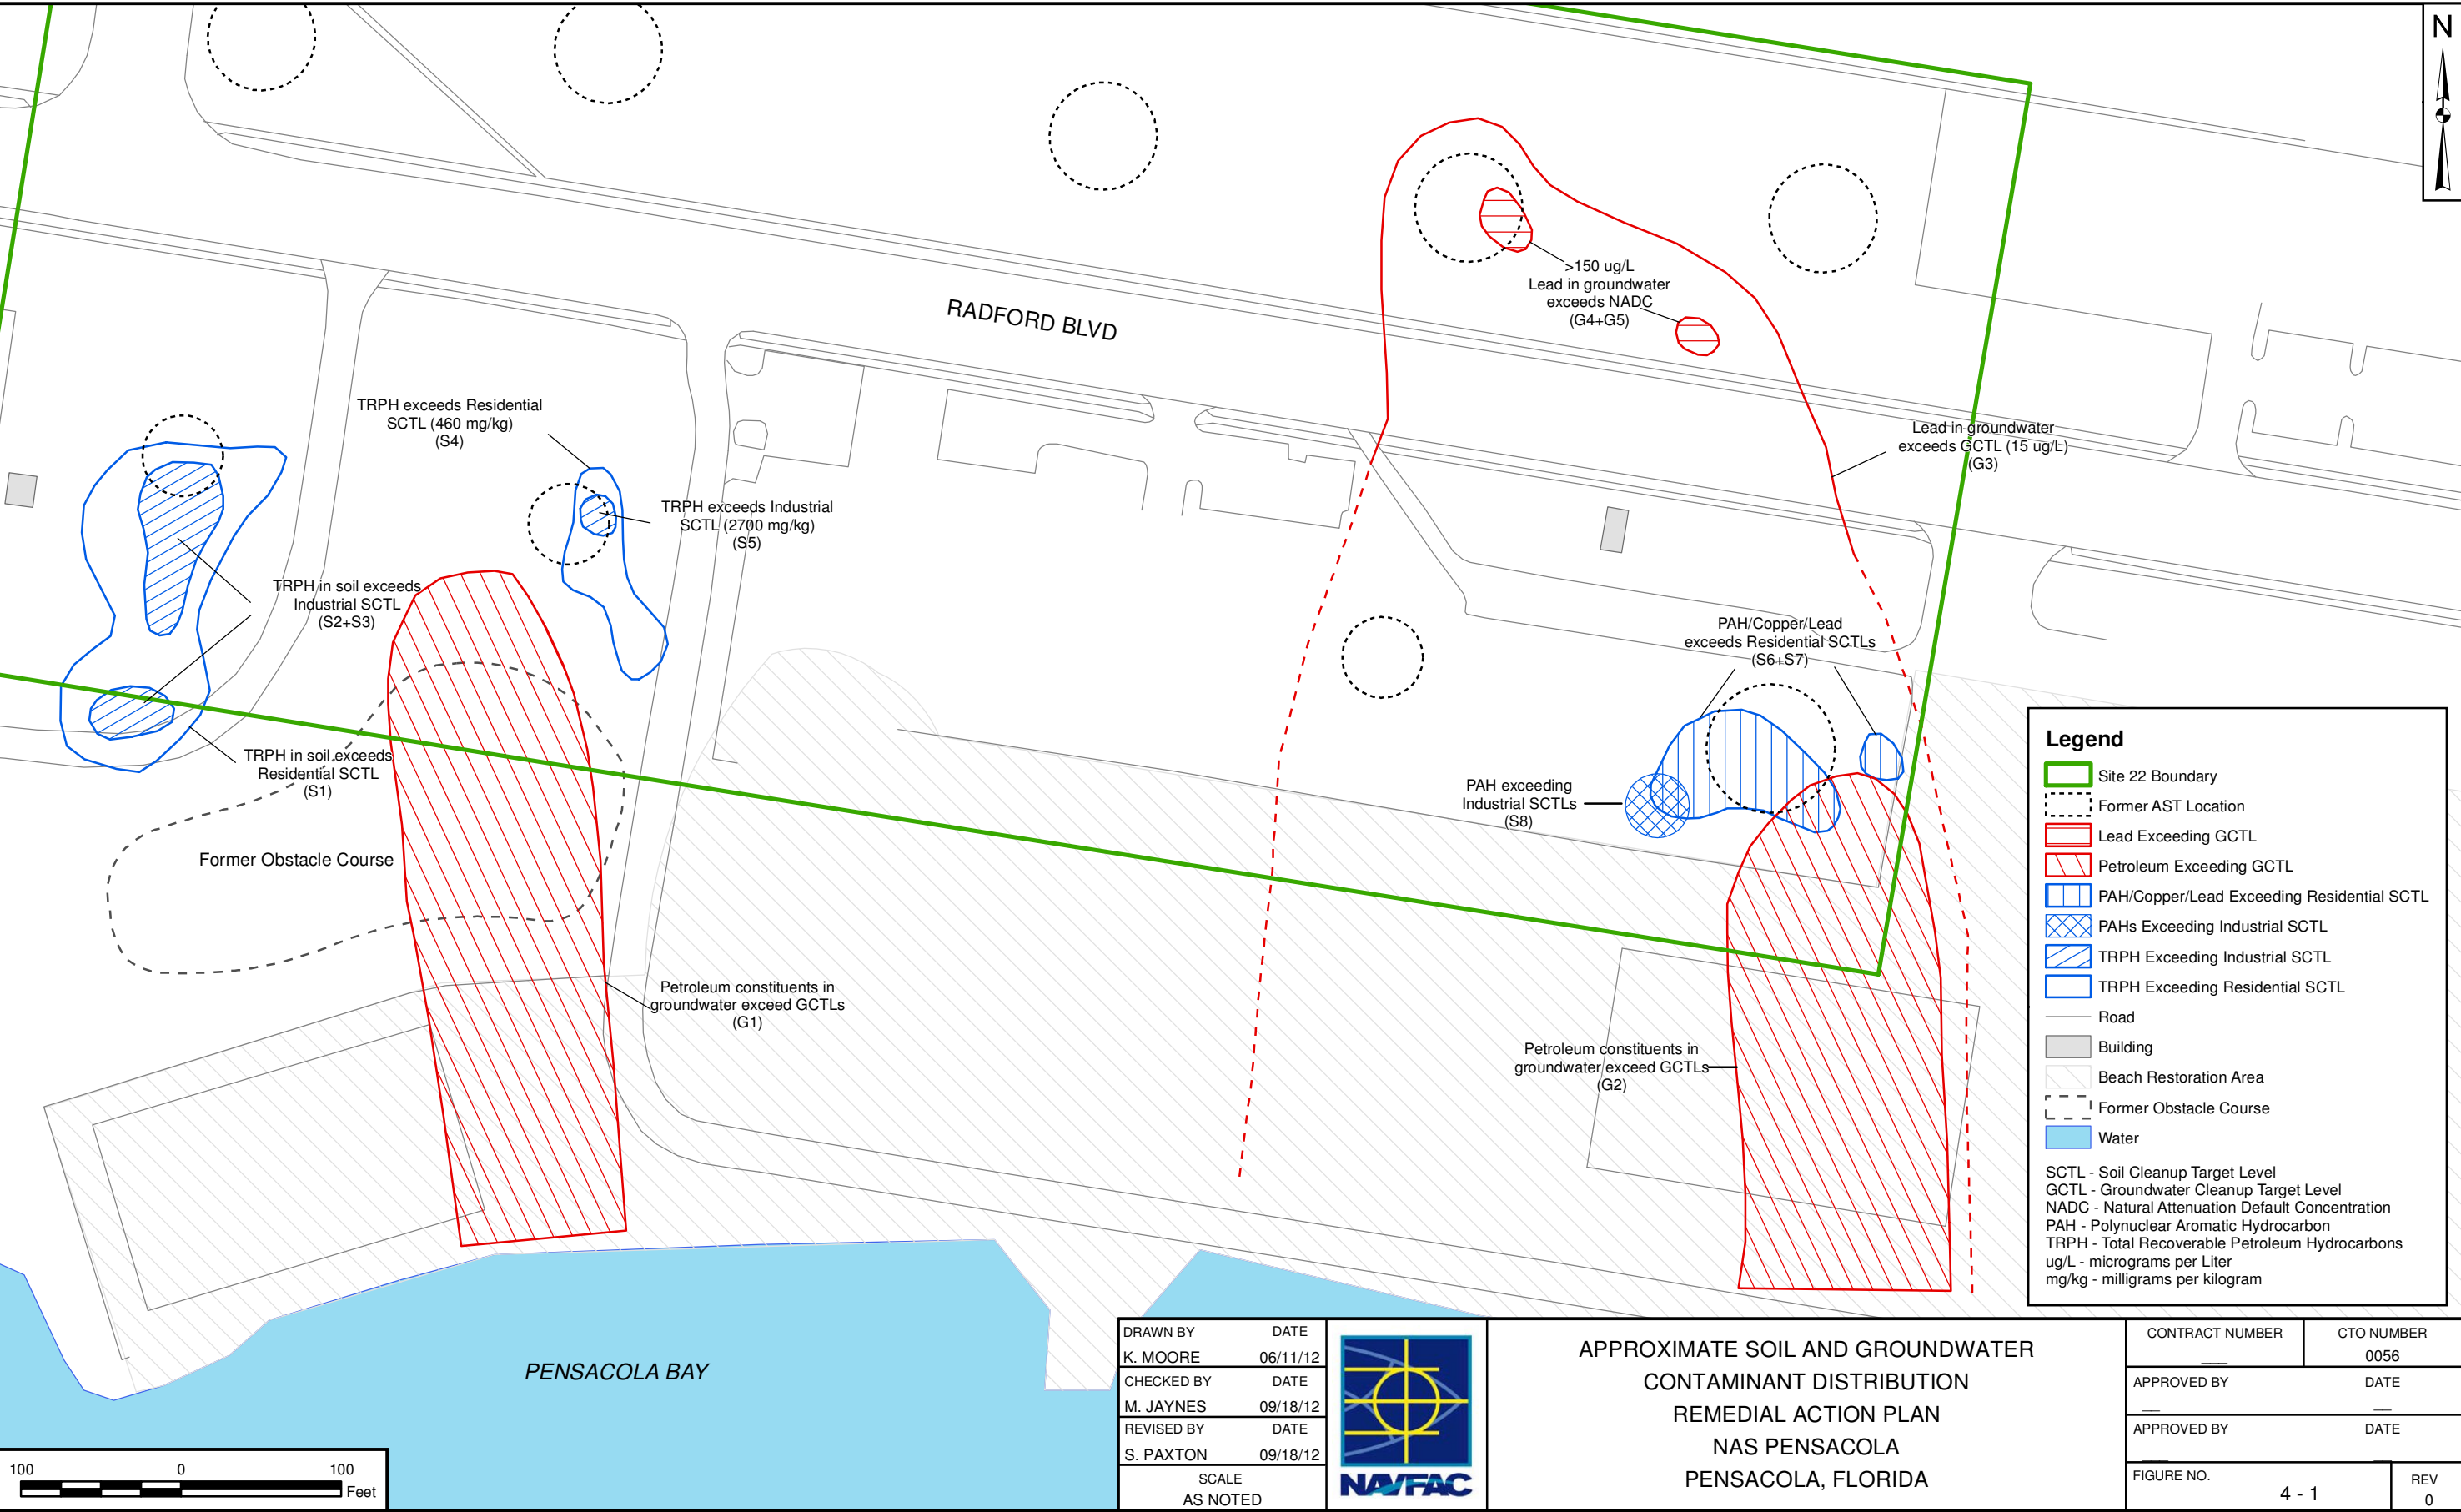 N
RADFORD BLVD
>150 ug/L
Lead in groundwater
exceeds NADC
(G4+G5)
TRPH exceeds Residential
SCTL (460 mg/kg)
(S4)
Lead in groundwater
exceeds GCTL (15 ug/L)
(G3)
TRPH exceeds Industrial
SCTL (2700 mg/kg)
(S5)
TRPH in soil exceeds
Industrial SCTL
(S2+S3)
PAH/Copper/Lead
exceeds Residential SCTLs
(S6+S7)
TRPH in soil exceeds
Residential SCTL
(S1)
PAH exceeding
Industrial SCTLs
(S8)
Former Obstacle Course
Petroleum constituents in
groundwater exceed GCTLs
(G1)
Petroleum constituents in
groundwater exceed GCTLs
(G2)
PENSACOLA BAY
Legend
Site 22 Boundary
Former AST Location
Lead Exceeding GCTL
Petroleum Exceeding GCTL
PAH/Copper/Lead Exceeding Residential SCTL
PAHs Exceeding Industrial SCTL
TRPH Exceeding Industrial SCTL
TRPH Exceeding Residential SCTL
Road
Building
Beach Restoration Area
Former Obstacle Course
Water
SCTL - Soil Cleanup Target Level
GCTL - Groundwater Cleanup Target Level
NADC - Natural Attenuation Default Concentration
PAH - Polynuclear Aromatic Hydrocarbon
TRPH - Total Recoverable Petroleum Hydrocarbons
ug/L - micrograms per Liter
mg/kg - milligrams per kilogram
100 0 100
Feet
DRAWN BY DATE
K. MOORE 06/11/12
CHECKED BY DATE
M. JAYNES 09/18/12
REVISED BY DATE
S. PAXTON 09/18/12
SCALE
AS NOTED
NAVFAC
APPROXIMATE SOIL AND GROUNDWATER
CONTAMINANT DISTRIBUTION
REMEDIAL ACTION PLAN
NAS PENSACOLA
PENSACOLA, FLORIDA
CONTRACT NUMBER
___
CTO NUMBER
0056
APPROVED BY DATE
__ __
APPROVED BY DATE
___ __
FIGURE NO.
4 - 1
REV
0